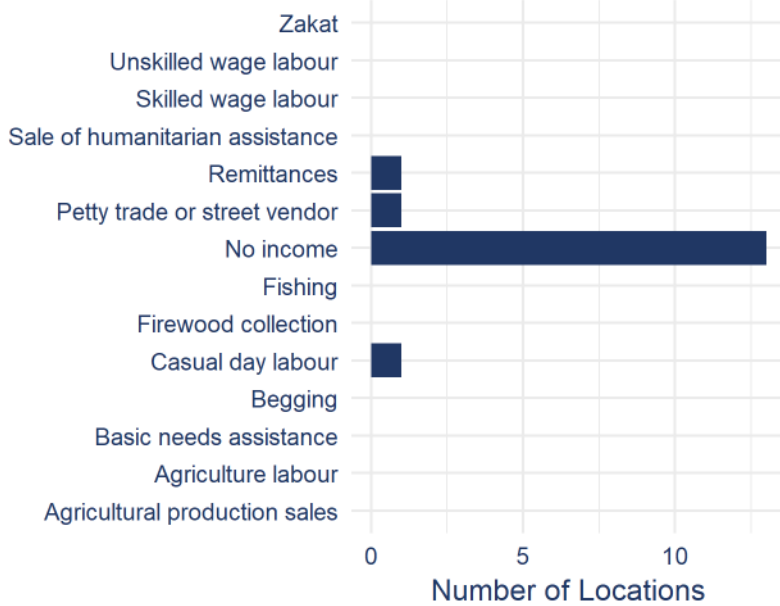 Zakat
Unskilled wage labour
Skilled wage labour
Sale of humanitarian assistance
Remittances
Petty trade or street vendor
No income
Fishing
Firewood collection
Casual day labour
Begging
Basic needs assistance
Agriculture labour
Agricultural production sales
0 5 10
Number of Locations